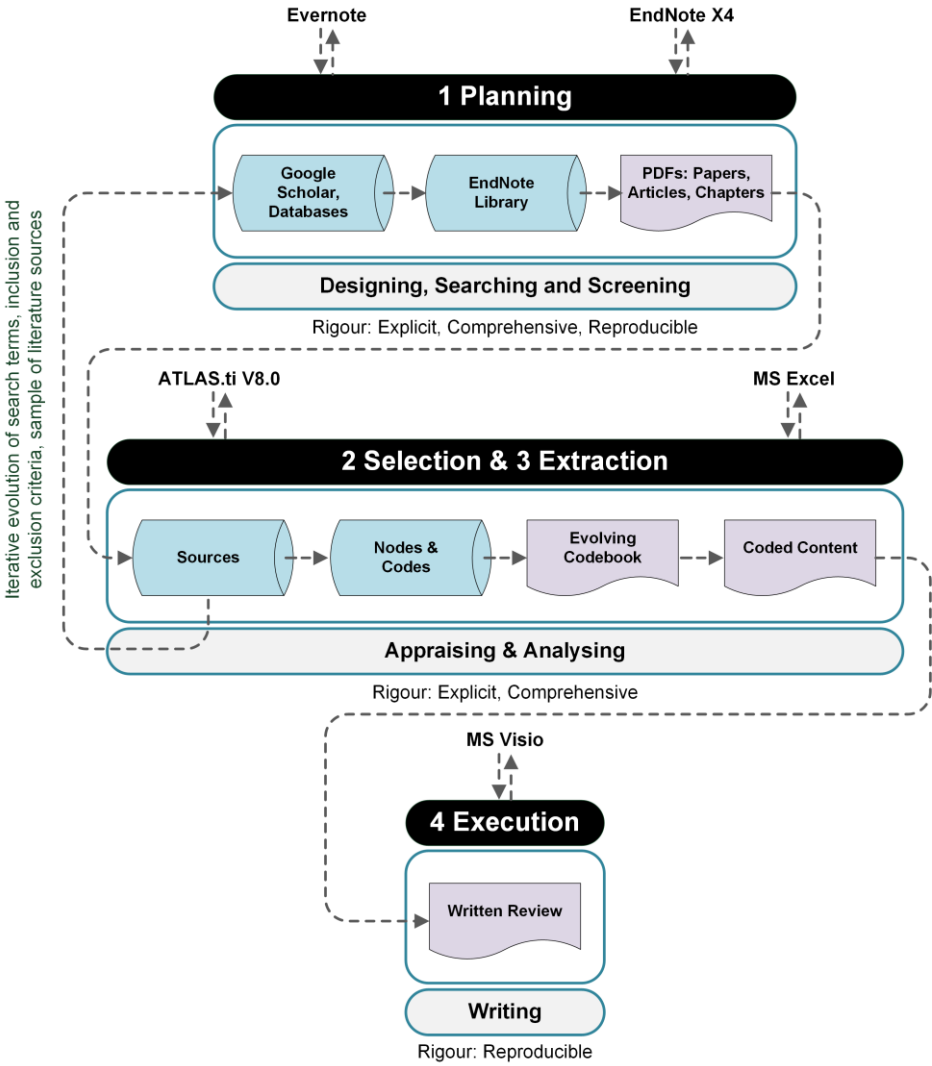 Evernote
EndNote X4
1 Planning
Google
Scholar,
Databases
EndNote
Library
PDFs: Papers,
Articles, Chapters
Designing, Searching and Screening
Rigour: Explicit, Comprehensive, Reproducible
Iterative evolution of search terms, inclusion and
exclusion criteria, sample of literature sources
ATLAS.ti V8.0
MS Excel
2 Selection & 3 Extraction
Sources
Nodes &
Codes
Evolving
Codebook
Coded Content
Appraising & Analysing
Rigour: Explicit, Comprehensive
MS Visio
4 Execution
Written Review
Writing
Rigour: Reproducible